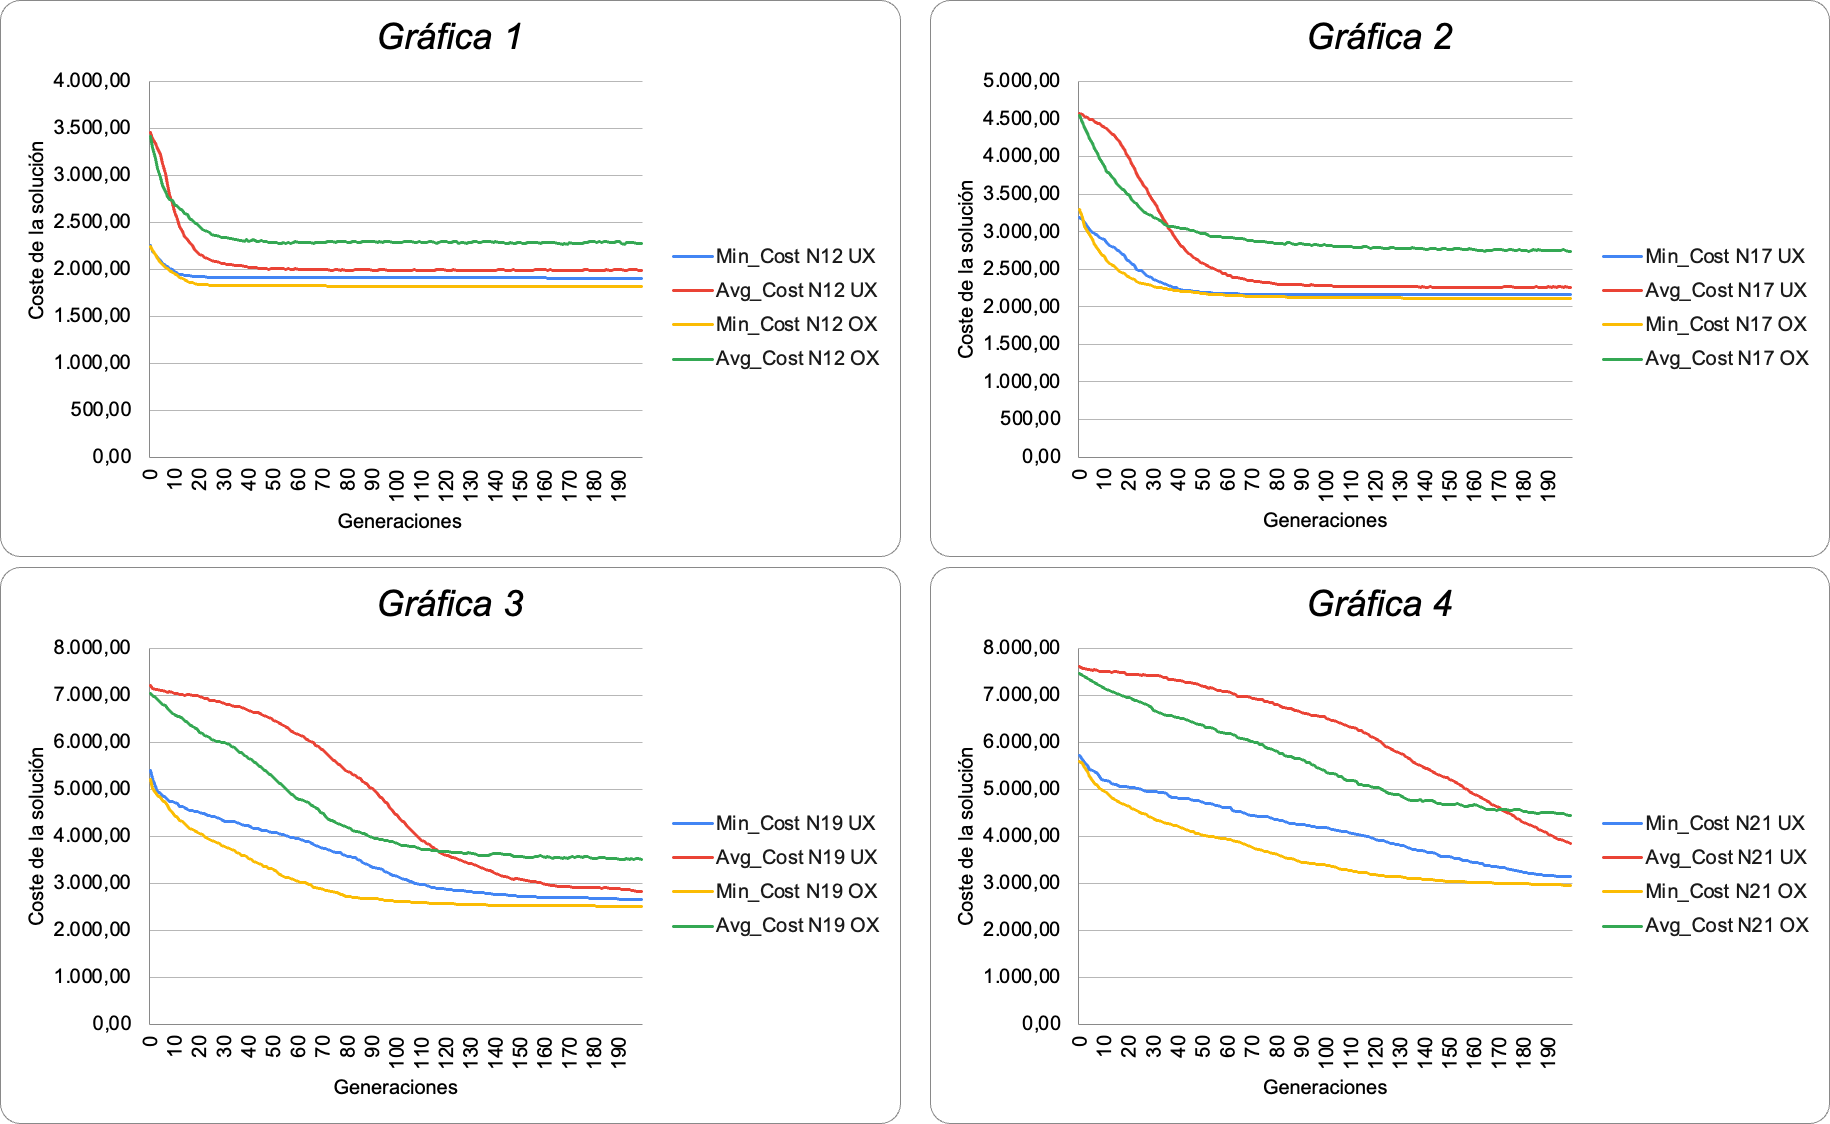 Gráfica 1
4.000,00
3.500,00
3.000,00
2.500,00
2.000,00
1.500,00
1.000,00
500,00
0,00
Coste de la solución
0 10 20 30 40 50 60 70 80 90 100 110 120 130 140 150 160 170 180 190
Generaciones
Min_Cost N12 UX
Avg_Cost N12 UX
Min_Cost N12 OX
Avg_Cost N12 OX
Gráfica 2
5.000,00
4.500,00
4.000,00
3.500,00
3.000,00
2.500,00
2.000,00
1.500,00
1.000,00
500,00
0,00
Coste de la solución
0 10 20 30 40 50 60 70 80 90 100 110 120 130 140 150 160 170 180 190
Generaciones
Min_Cost N17 UX
Avg_Cost N17 UX
Min_Cost N17 OX
Avg_Cost N17 OX
Gráfica 3
8.000,00
7.000,00
6.000,00
5.000,00
4.000,00
3.000,00
2.000,00
1.000,00
0,00
Coste de la solución
0 10 20 30 40 50 60 70 80 90 100 110 120 130 140 150 160 170 180 190
Generaciones
Min_Cost N19 UX
Avg_Cost N19 UX
Min_Cost N19 OX
Avg_Cost N19 OX
Gráfica 4
8.000,00
7.000,00
6.000,00
5.000,00
4.000,00
3.000,00
2.000,00
1.000,00
0,00
Coste de la solución
0 10 20 30 40 50 60 70 80 90 100 110 120 130 140 150 160 170 180 190
Generaciones
Min_Cost N21 UX
Avg_Cost N21 UX
Min_Cost N21 OX
Avg_Cost N21 OX